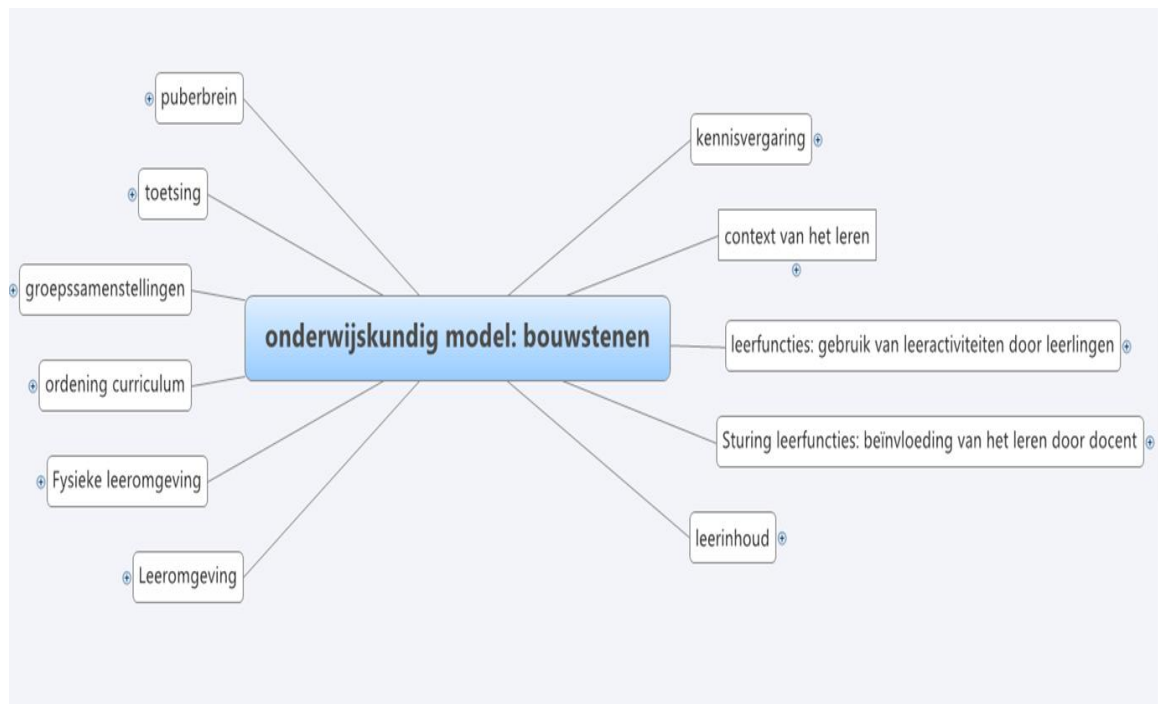 puberbrein
toetsing
groepssamenstellingen
ordening curriculum
Fysieke leeromgeving
Leeromgeving
onderwijskundig model: bouwstenen
kennisvergaring
context van het leren
leerfuncties: gebruik van leeractiviteiten door leerlingen
Sturing leerfuncties: beïnvloeding van het leren door docent
leerinhoud